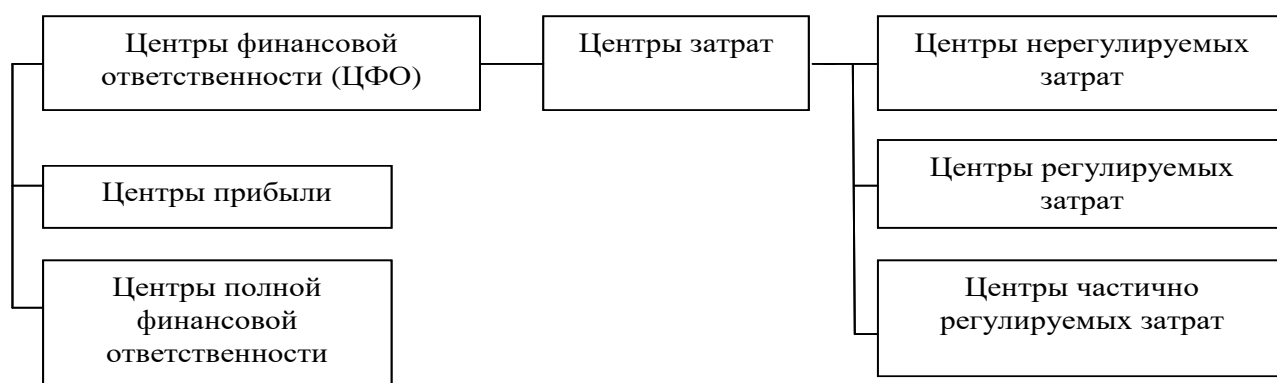 Центры финансовой
ответственности (ЦФО)
Центры затрат
Центры нерегулируемых
затрат
Центры прибыли
Центры регулируемых
затрат
Центры полной
финансовой
ответственности
Центры частично
регулируемых затрат